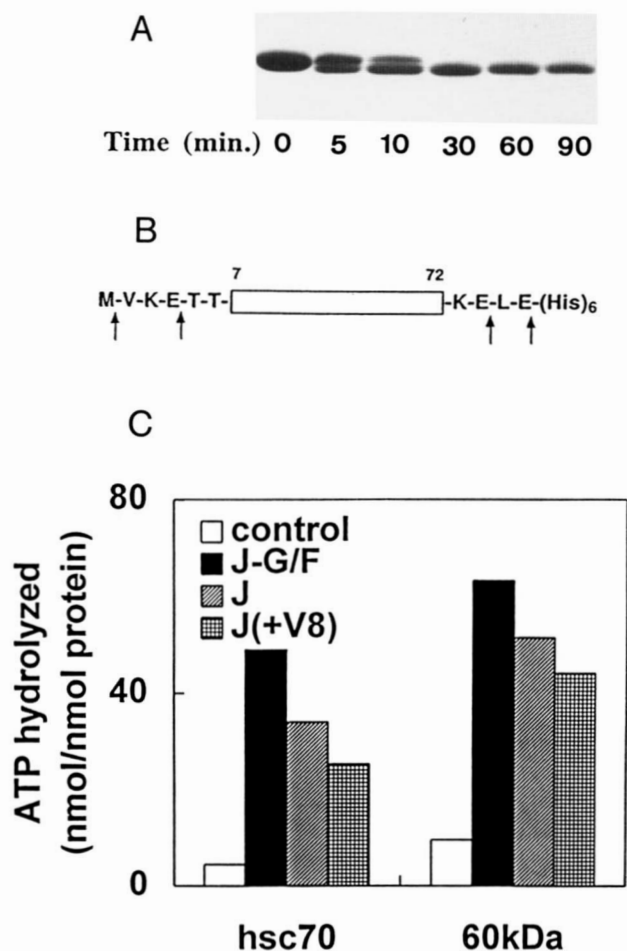 A
Time (min.) 0 5 10 30 60 90
B
7 72
M-V-K-E-T-T- -K-E-L-E-(His)₆
C
80
control
J-G/F
J
J(+V8)
40
0
ATP hydrolyzed
(nmol/nmol protein)
hsc70 60kDa